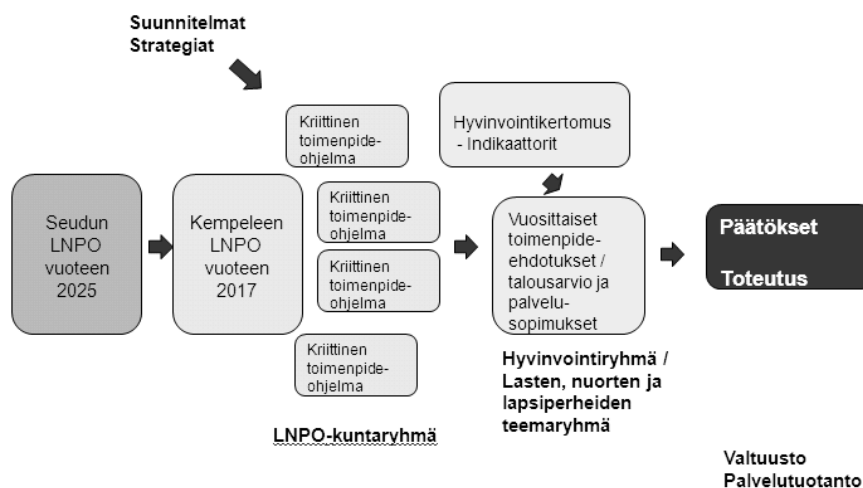 Suunnitelmat
Strategiat
Kriittinen
toimenpide-
ohjelma
Hyvinvointikertomus
- Indikaattorit
Seudun
LNPO
vuoteen
2025
Kempeleen
LNPO
vuoteen
2017
Kriittinen
toimenpide-
ohjelma
Kriittinen
toimenpide-
ohjelma
Kriittinen
toimenpide-
ohjelma
Vuosittaiset
toimenpide-
ehdotukset /
talousarvio ja
palvelu-
sopimukset
Päätökset
Toteutus
LNPO-kuntaryhmä
Hyvinvointiryhmä /
Lasten, nuorten ja
lapsiperheiden
teemaryhmä
Valtuusto
Palvelutuotanto